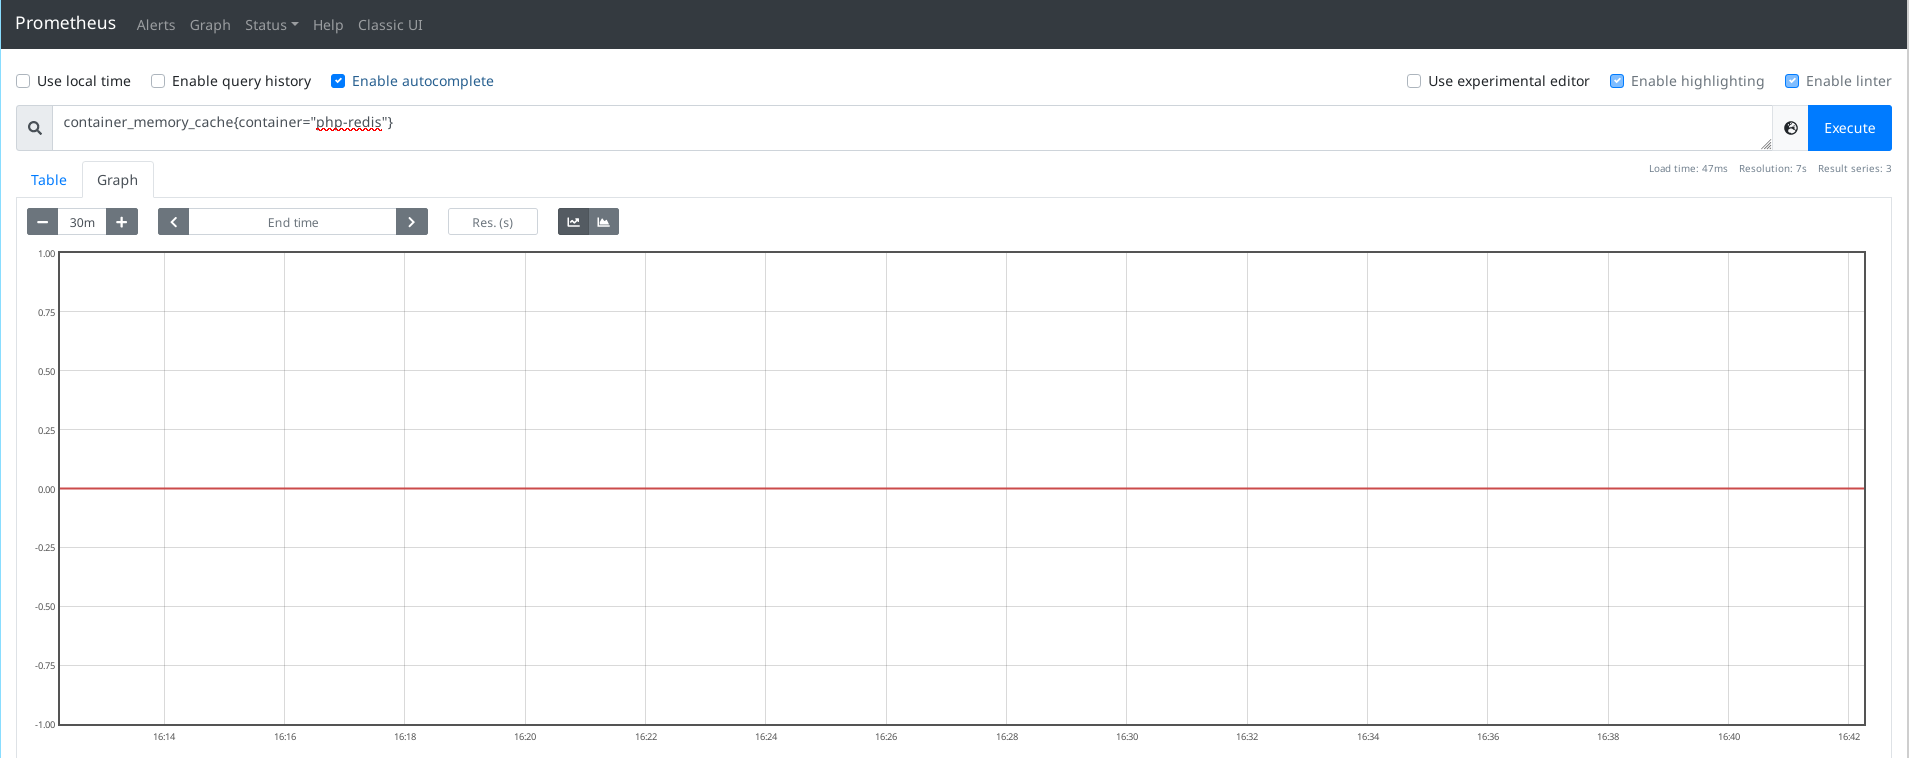 Prometheus Alerts Graph Status Help Classic UI
Use local time Enable query history Enable autocomplete Use experimental editor Enable highlighting Enable linter
container_memory_cache{container="php-redis"} Execute
Table Graph Load time: 47ms Resolution: 7s Result series: 3
30m End time Res. (s)
1.00
0.75
0.50
0.25
0.00
-0.25
-0.50
-0.75
-1.00
16:14 16:16 16:18 16:20 16:22 16:24 16:26 16:28 16:30 16:32 16:34 16:36 16:38 16:40 16:42